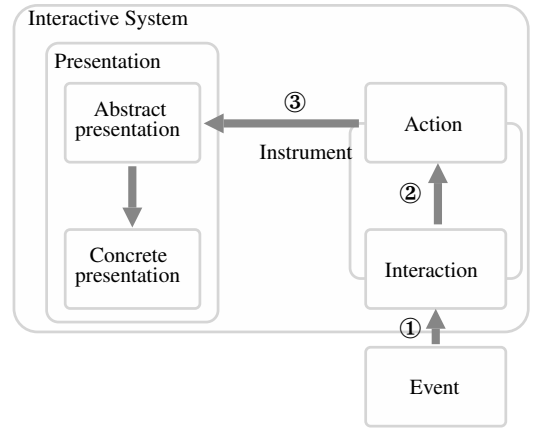 Interactive System
Presentation
Abstract
presentation
③
Action
Instrument
②
Concrete
presentation
Interaction
①
Event